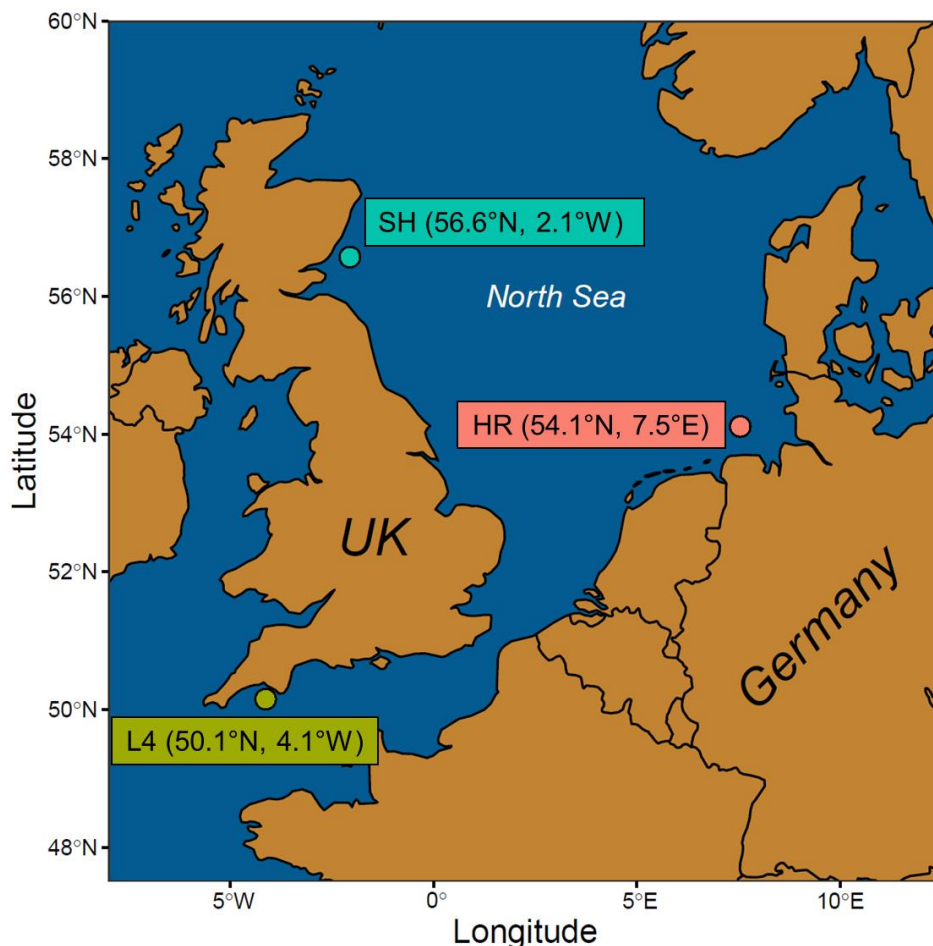 60°N
58°N
56°N
54°N
52°N
50°N
48°N
Latitude
SH (56.6°N, 2.1°W)
North Sea
HR (54.1°N, 7.5°E)
UK
Germany
L4 (50.1°N, 4.1°W)
5°W
0°
5°E
10°E
Longitude